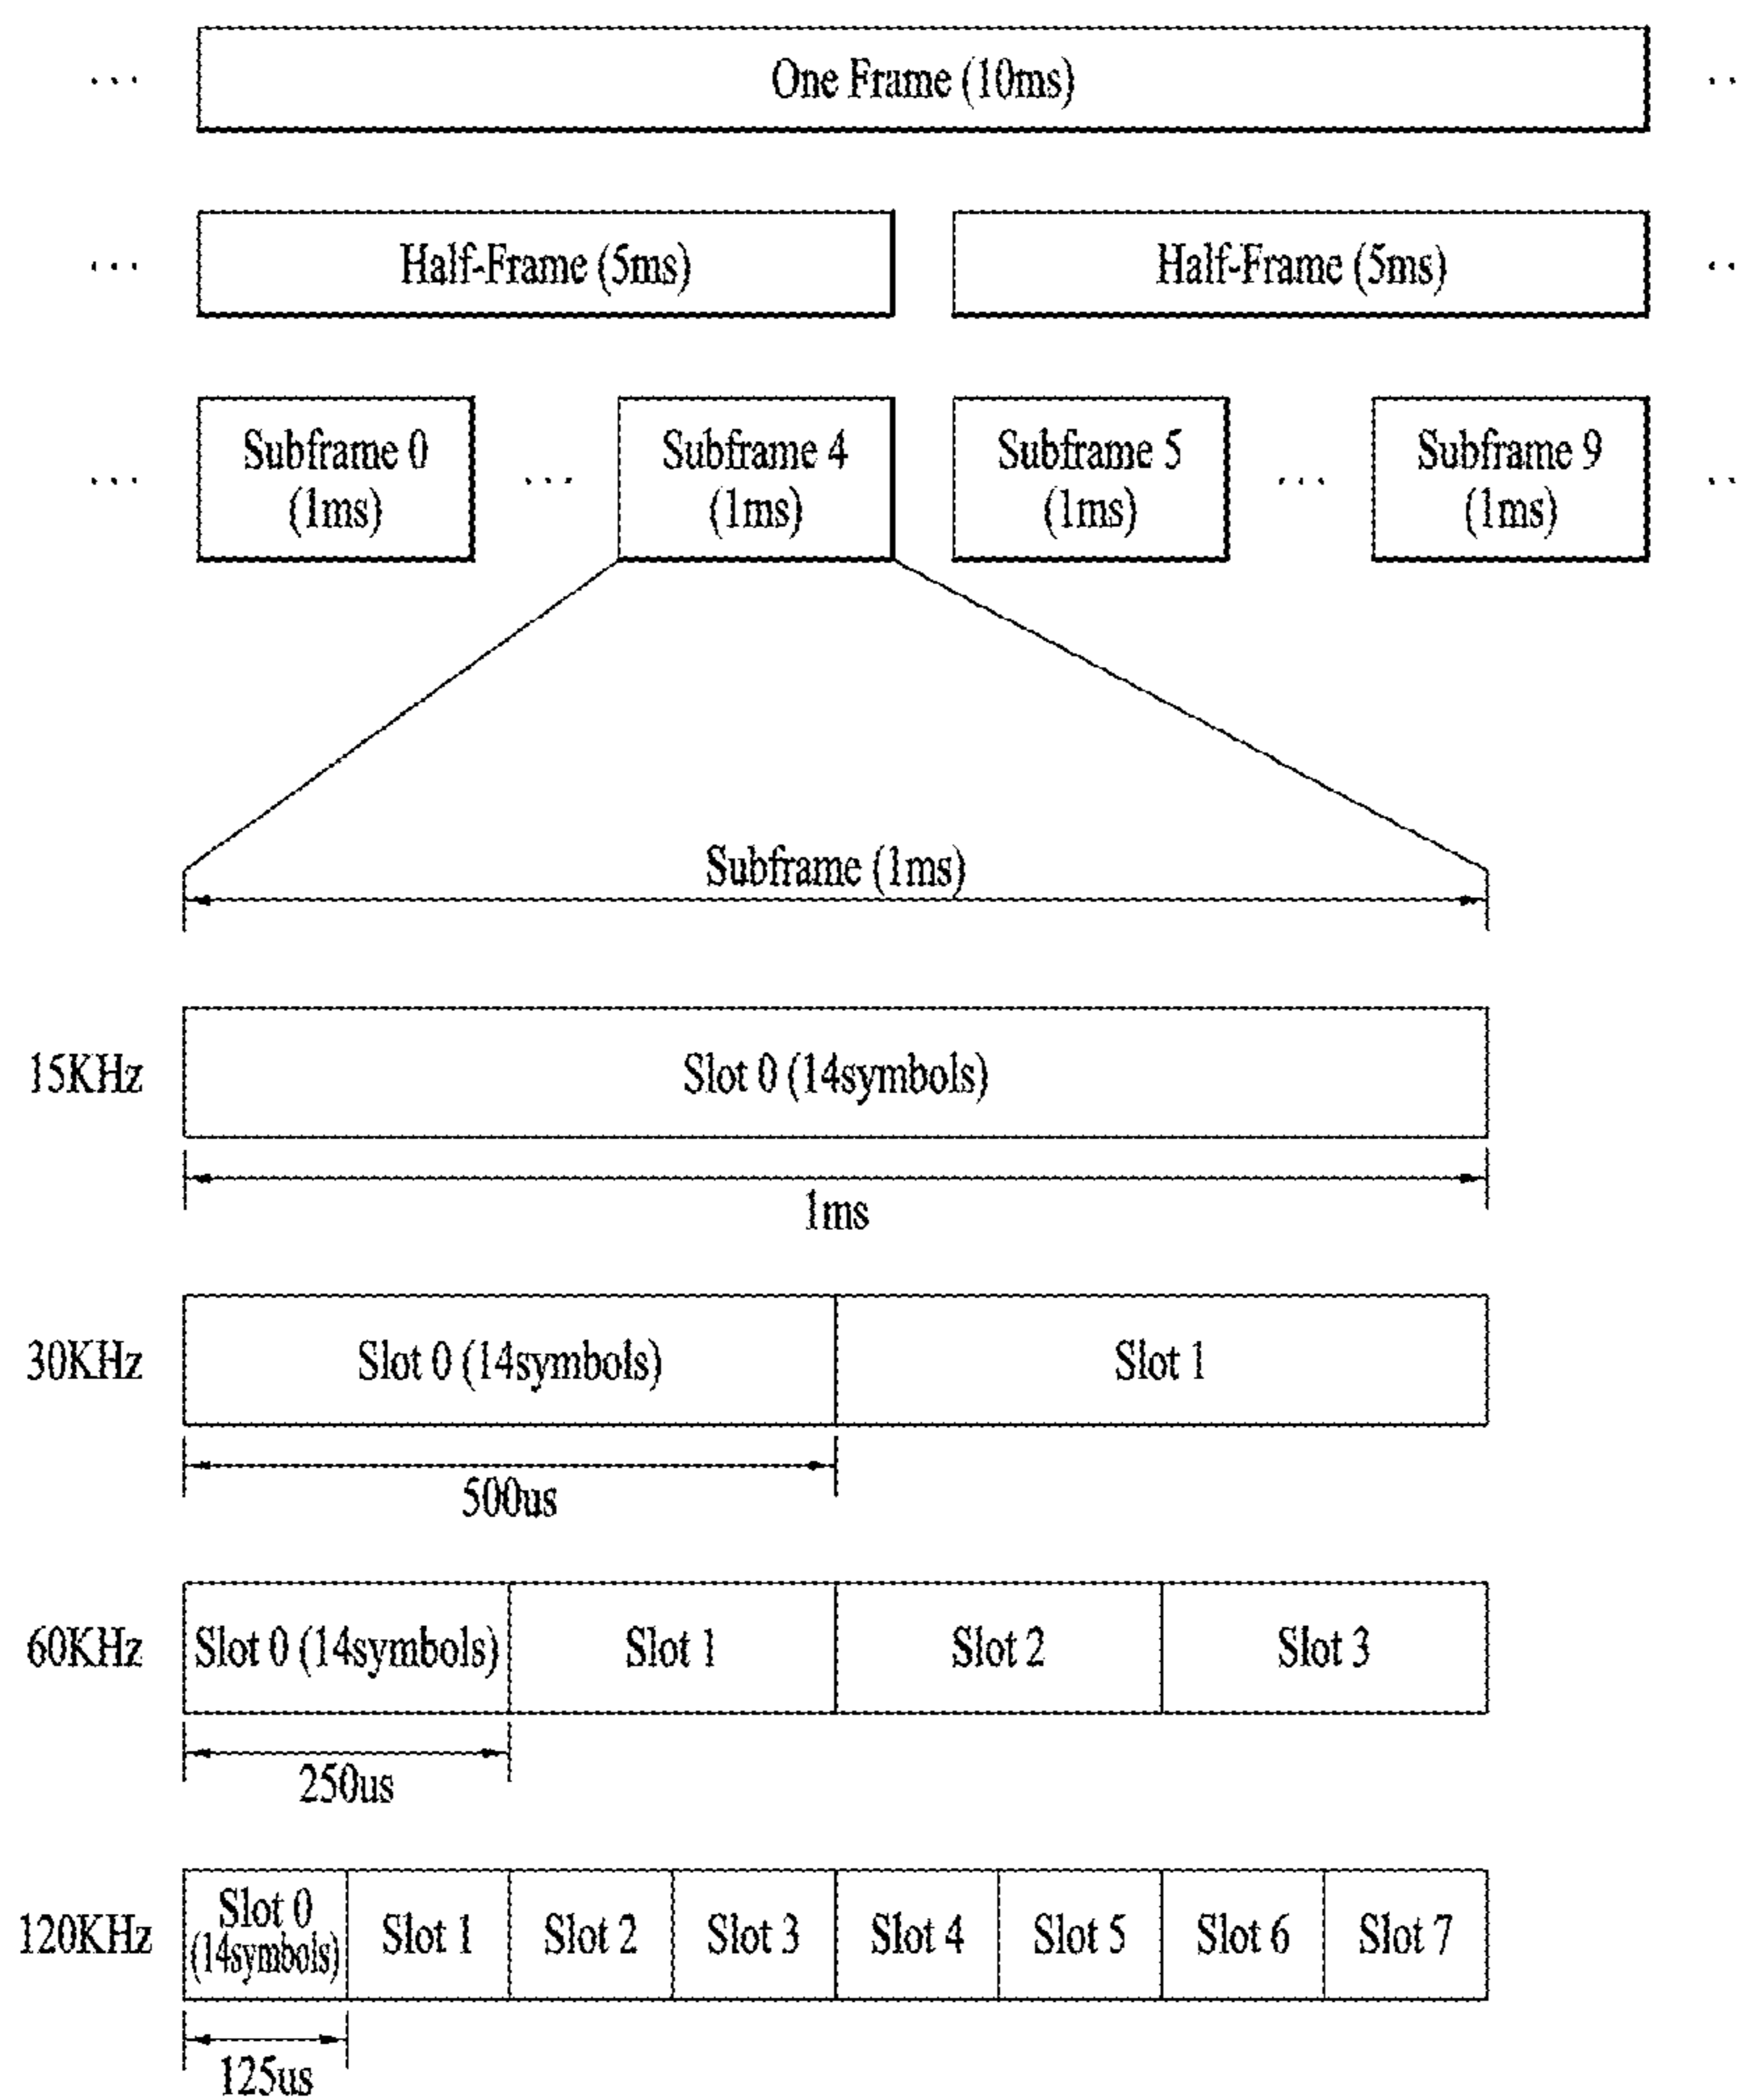 ... One Frame (10ms) ..
... Half-Frame (5ms) Half-Frame (5ms) ..
Subframe 0 Subframe 4 Subframe 5 Subframe 9
... (1ms) ... (1ms) (1ms) ... (1ms) ..
Subframe (1ms)
15KHz Slot 0 (14symbols)
1ms
30KHz Slot 0 (14symbols) Slot 1
500us
60KHz Slot 0 (14symbols) Slot 1 Slot 2 Slot 3
250us
120KHz Slot 0 (14symbols) Slot 1 Slot 2 Slot 3 Slot 4 Slot 5 Slot 6 Slot 7
125us